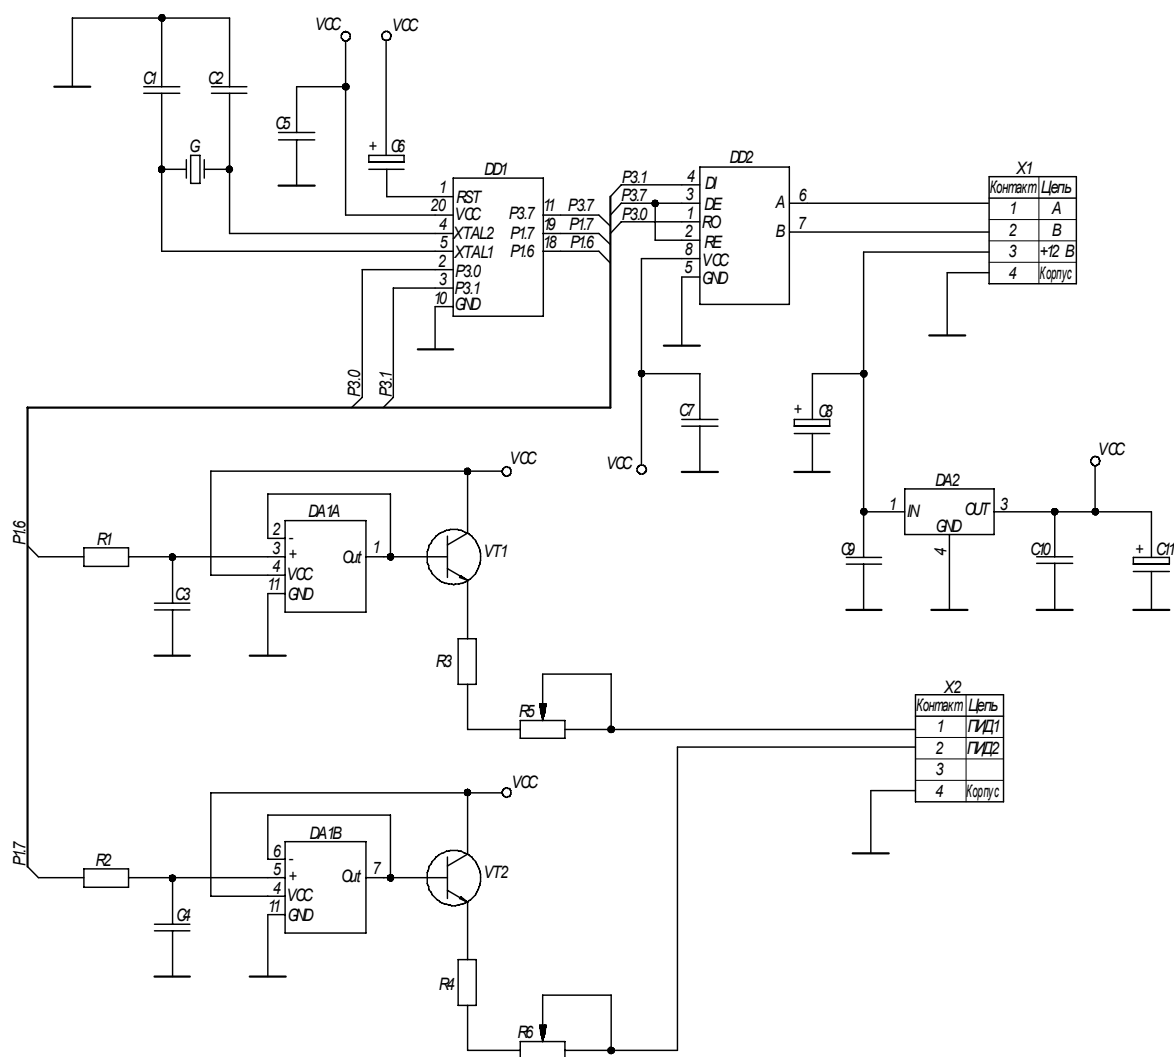 VCC
VCC
C1
C2
C5
G
+ C6
DD1
1 RST
20 VCC
4 XTAL2
5 XTAL1
2 P3.0
3 P3.1
10 GND
P3.7 11 P3.7
P1.7 19 P1.7
P1.6 18 P1.6
DD2
P3.1 4 DI
P3.7 3 DE
P3.0 1 RO
2 RE
8 VCC
5 GND
A 6
B 7
X1
Контакт Цепь
1 A
2 B
3 +12 В
4 Корпус
P3.0
P3.1
C7
VCC
+ C8
VCC
DA2
1 IN
OUT 3
GND
4
C9
C10
+ C11
VCC
P1.6
R1
C3
DA1A
2 -
3 +
4 VCC
11 GND
Out 1
VT1
R3
R5
X2
Контакт Цепь
1 ПИД1
2 ПИД2
3
4 Корпус
VCC
P1.7
R2
C4
DA1B
6 -
5 +
4 VCC
11 GND
Out 7
VT2
R4
R6